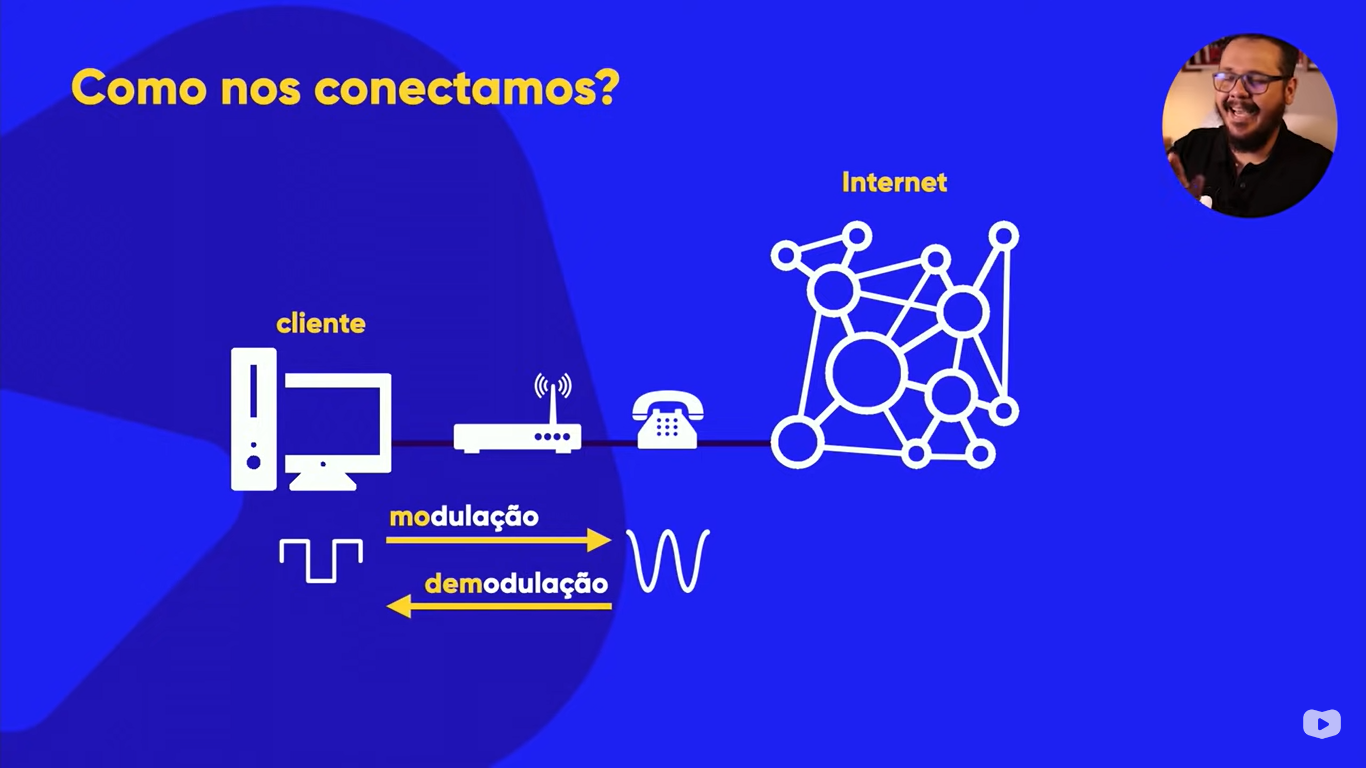 Como nos conectamos?
Internet
cliente
modulação
demodulação